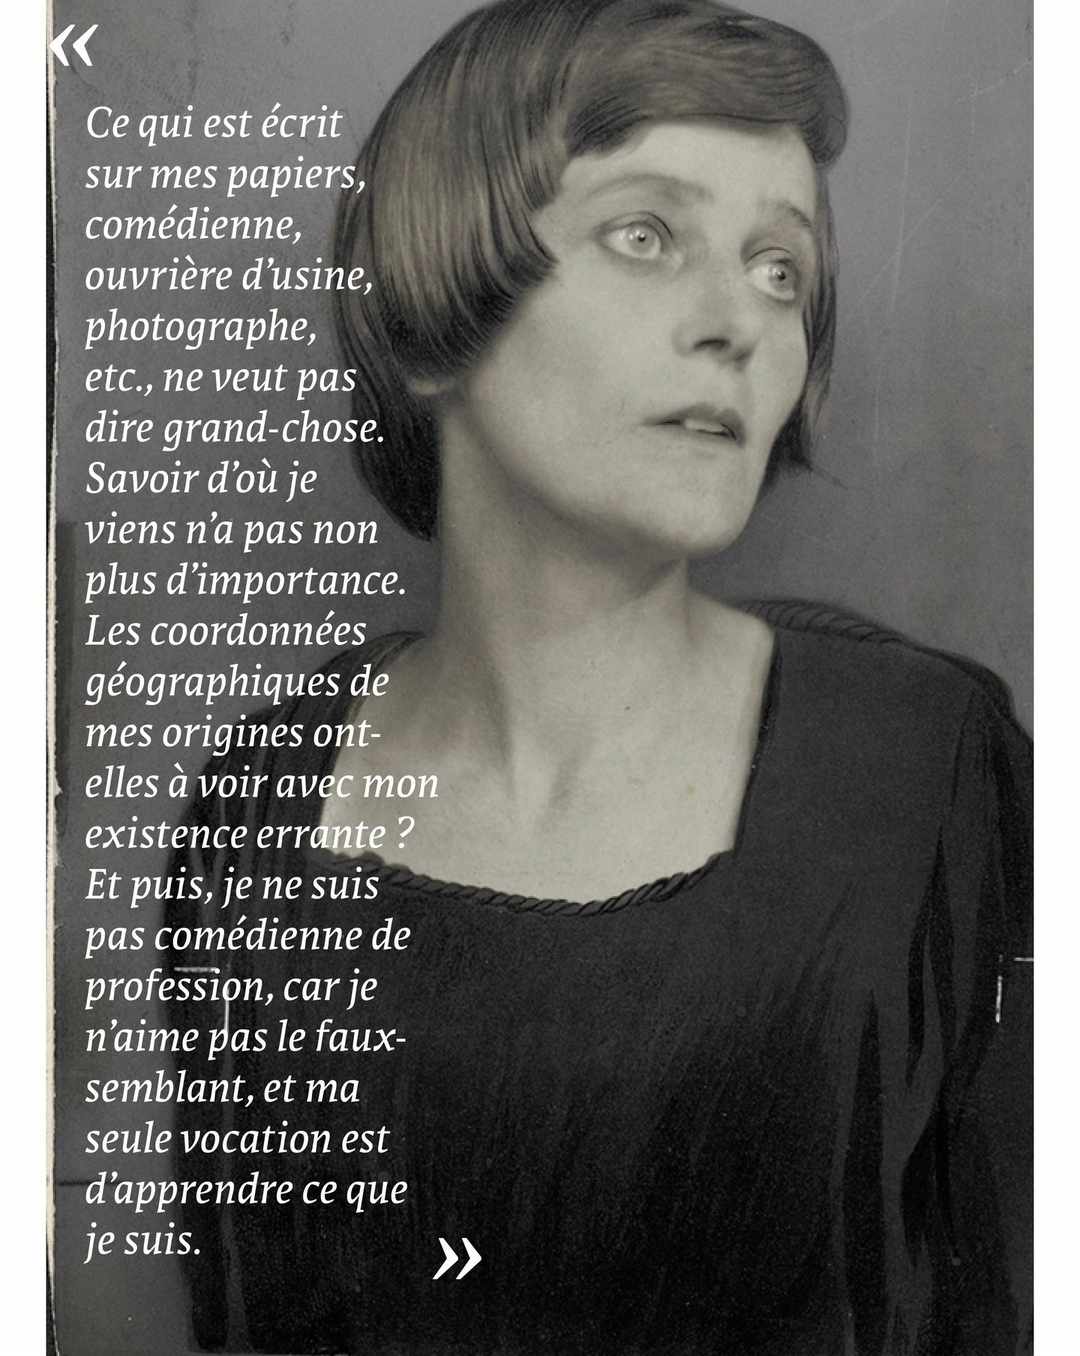 «
Ce qui est écrit
sur mes papiers,
comédienne,
ouvrière d’usine,
photographe,
etc., ne veut pas
dire grand-chose.
Savoir d’où je
viens n’a pas non
plus d’importance.
Les coordonnées
géographiques de
mes origines ont-
elles à voir avec mon
existence errante ?
Et puis, je ne suis
pas comédienne de
profession, car je
n’aime pas le faux-
semblant, et ma
seule vocation est
d’apprendre ce que
je suis.
»